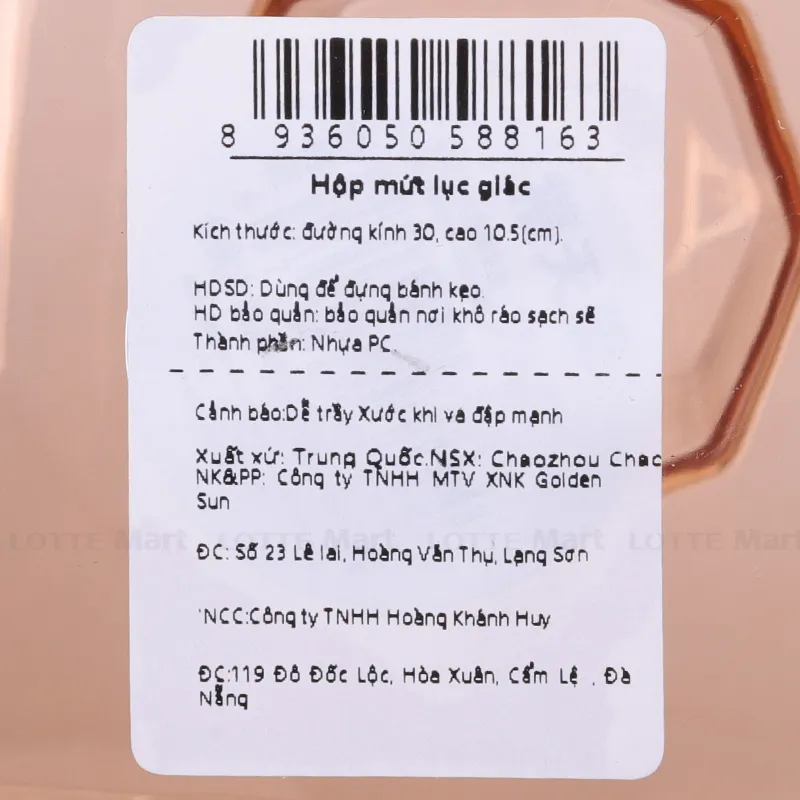 8 936050 588163
Hộp mứt lục giác
Kích thước: đường kính 30, cao 10.5(cm).
HDSD: Dùng để đựng bánh kẹo.
HD bảo quản: bảo quản nơi khô ráo sạch sẽ
Thành phần: Nhựa PC.
Cảnh báo:Dễ trầy Xước khi va đập mạnh
Xuất xứ: Trung Quốc.NSX: Chaozhou Chao
NK&PP: Công ty TNHH MTV XNK Golden
Sun
LOTTE Mart LOTTE Mart LOTTE Mart LOTTE Mart
ĐC: Số 23 Lê lai, Hoàng Văn Thụ, Lạng Sơn
'NCC:Công ty TNHH Hoàng Khánh Huy
ĐC:119 Đô Đốc Lộc, Hòa Xuân, Cẩm Lệ , Đà
Nẵng